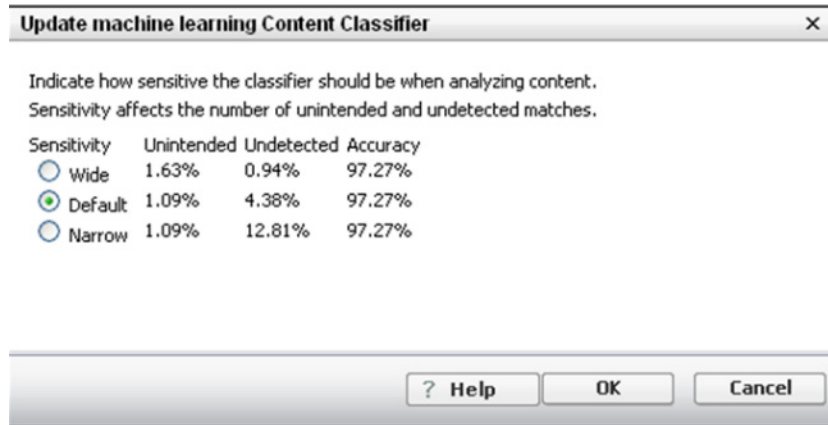 Update machine learning Content Classifier ×
Indicate how sensitive the classifier should be when analyzing content.
Sensitivity affects the number of unintended and undetected matches.
Sensitivity Unintended Undetected Accuracy
Wide 1.63% 0.94% 97.27%
Default 1.09% 4.38% 97.27%
Narrow 1.09% 12.81% 97.27%
? Help OK Cancel